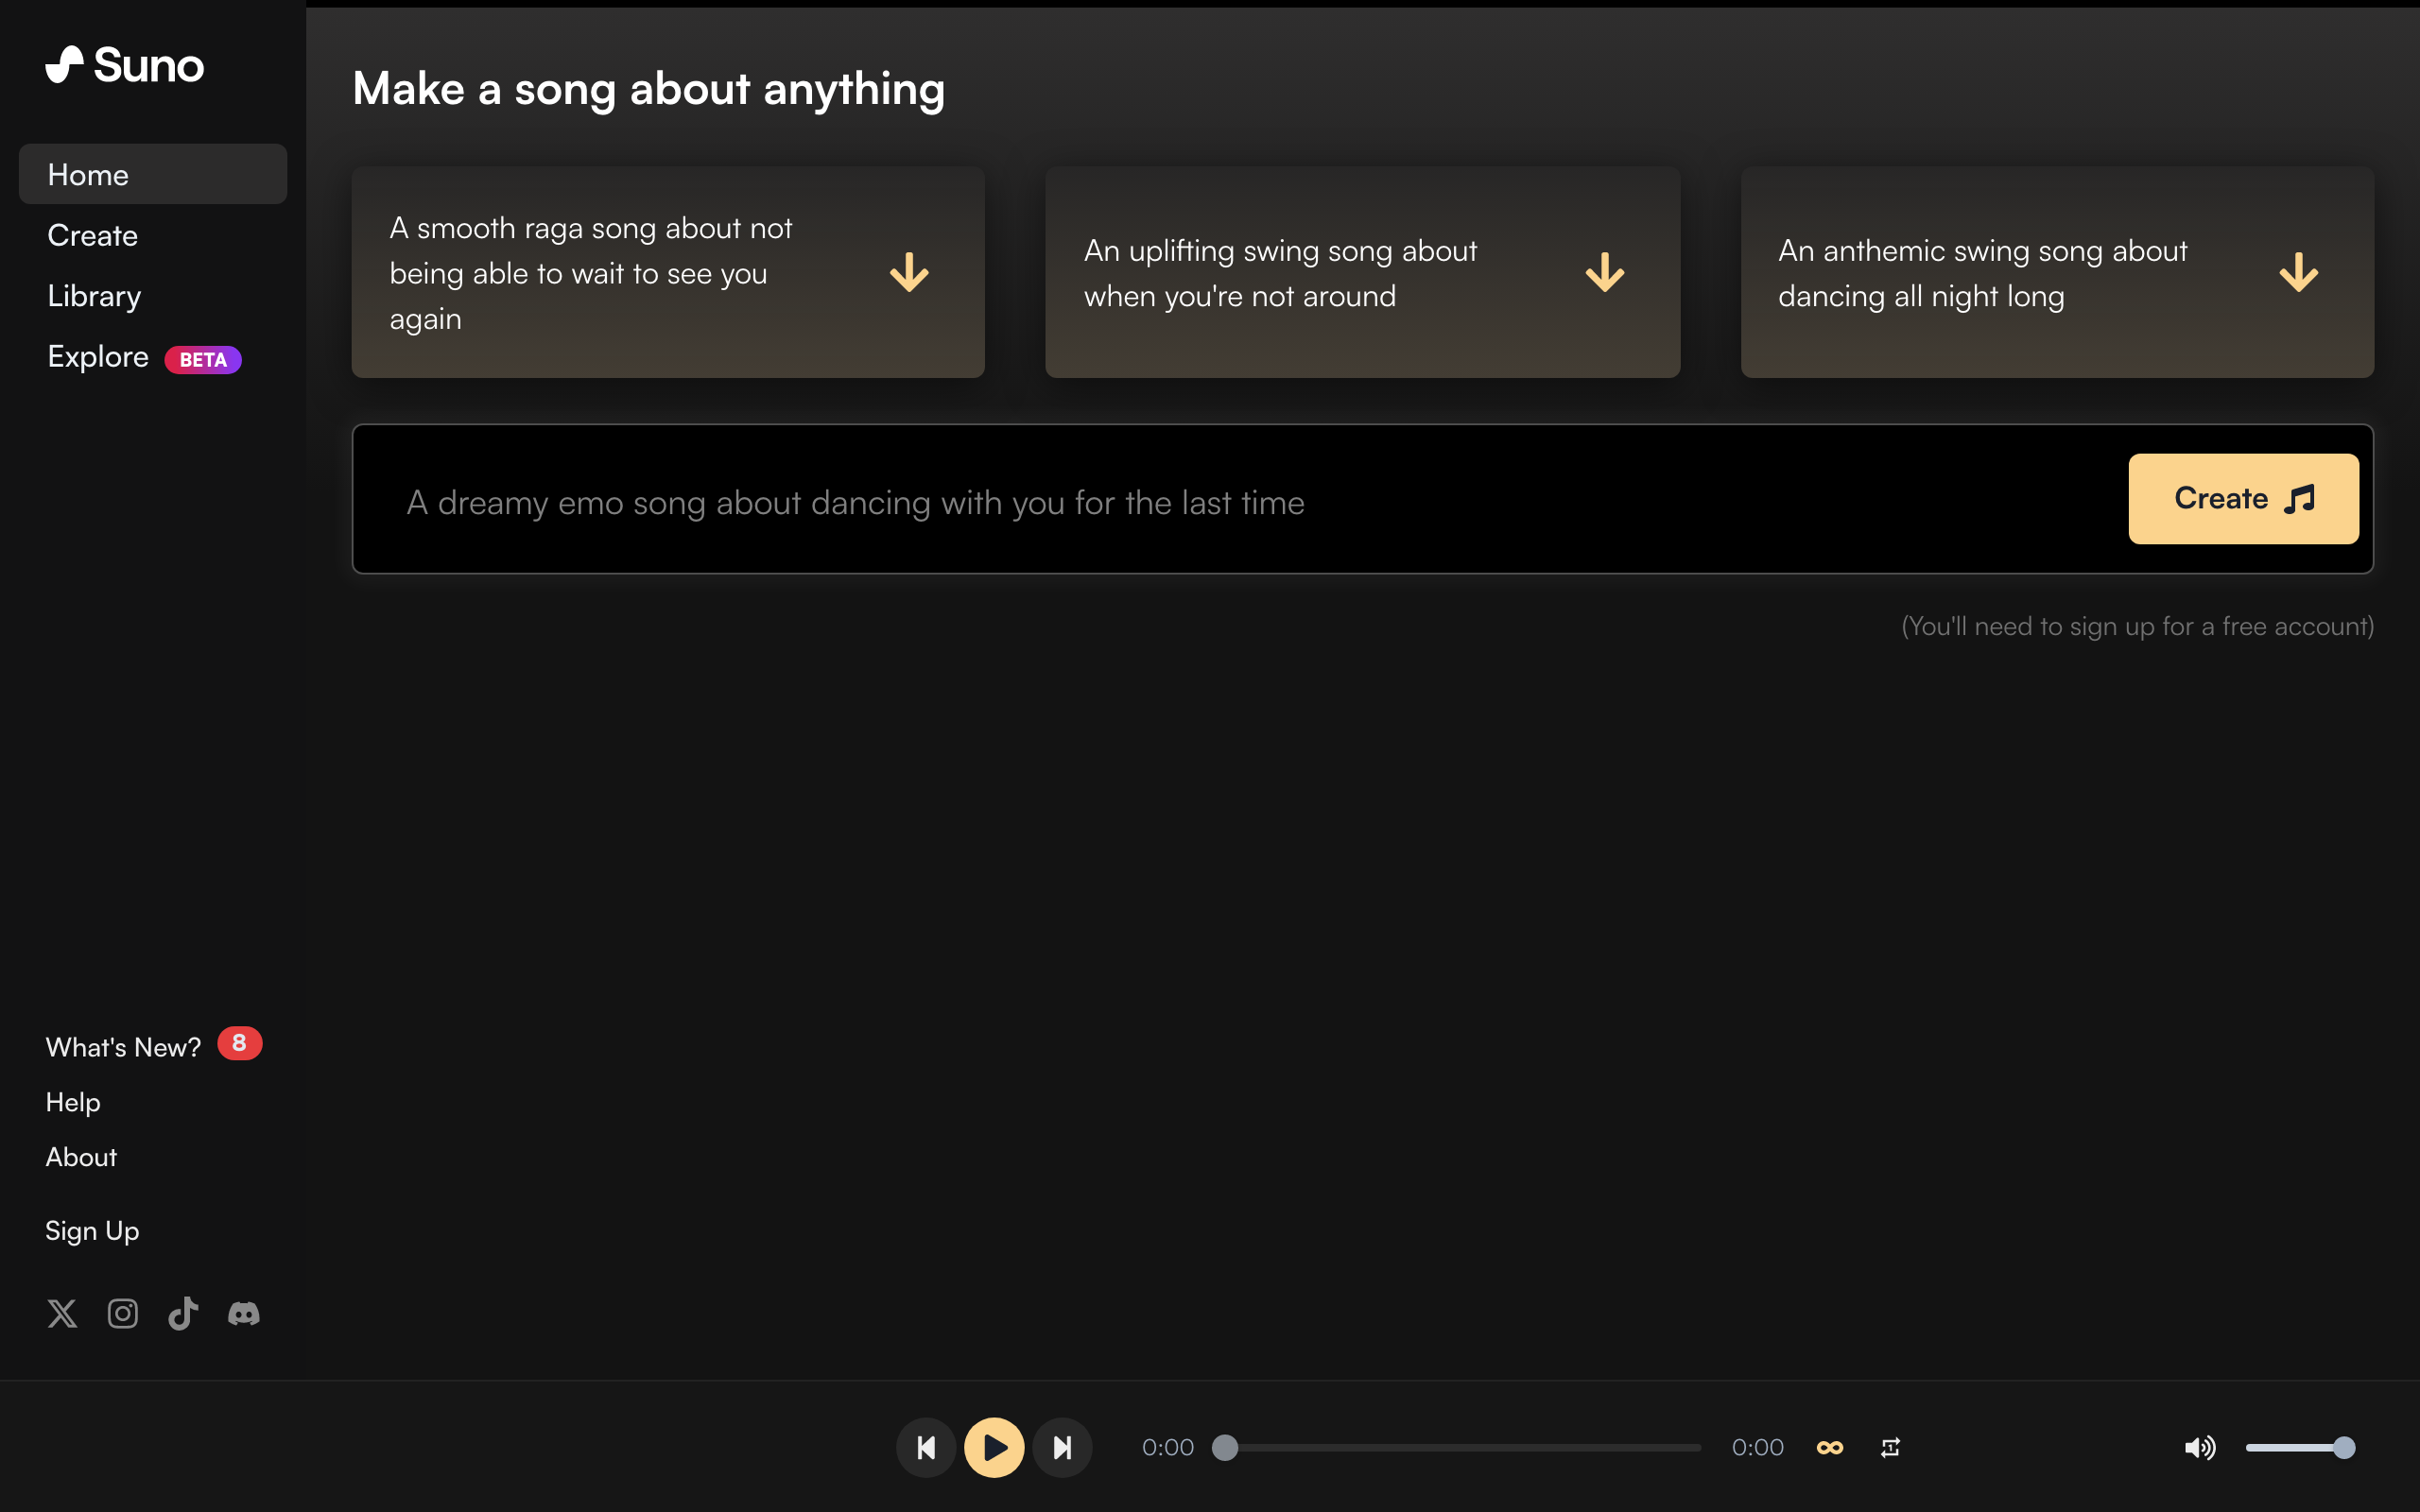 Suno
Home
Create
Library
Explore BETA
What's New? 8
Help
About
Sign Up
Make a song about anything
A smooth raga song about not
being able to wait to see you
again
An uplifting swing song about
when you're not around
An anthemic swing song about
dancing all night long
A dreamy emo song about dancing with you for the last time
Create
(You'll need to sign up for a free account)
0:00
0:00
1